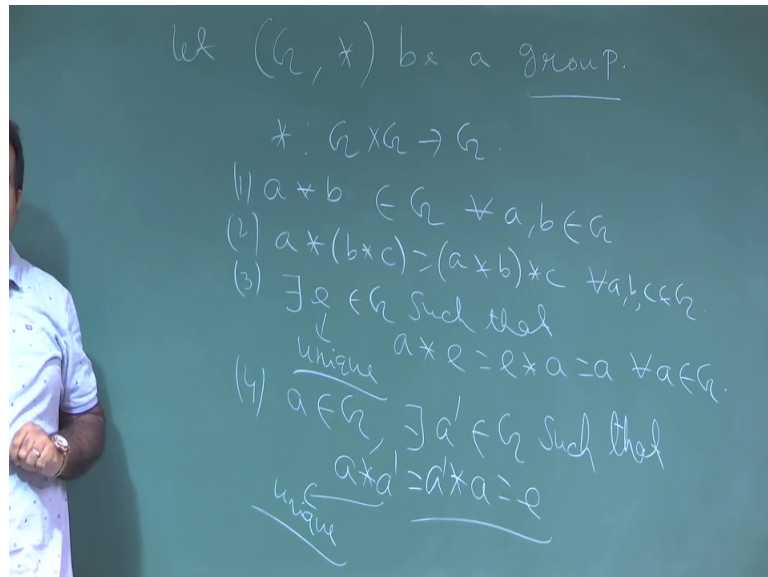 let (G, *) be a group.
* : G × G → G.
(1) a * b ∈ G ∀ a, b ∈ G
(2) a * (b * c) = (a * b) * c ∀ a, b, c ∈ G.
(3) ∃ e ∈ G such that
↓
unique a * e = e * a = a ∀ a ∈ G.
(4) a ∈ G, ∃ a' ∈ G such that
a * a' = a' * a = e
unique